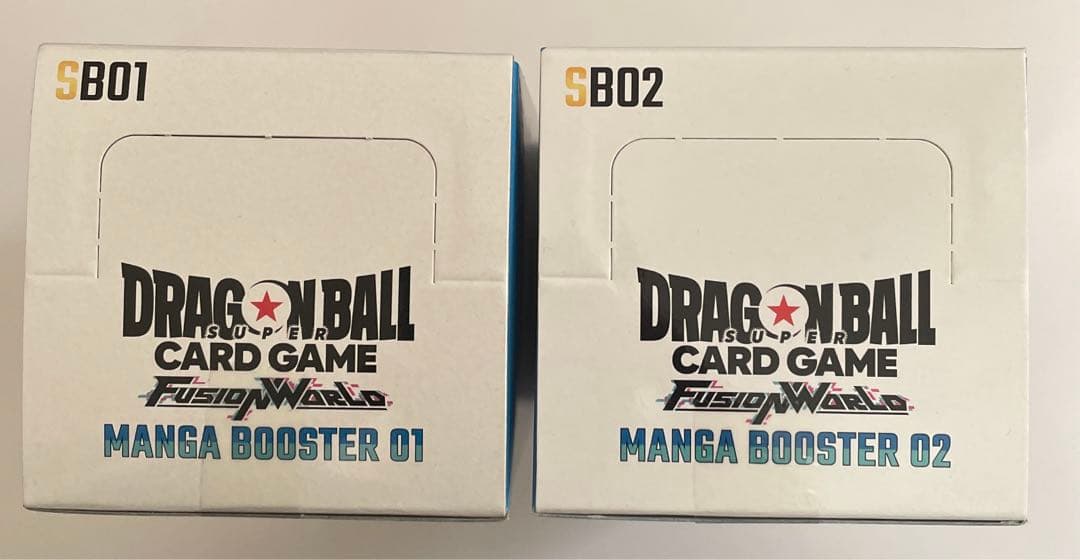 SB01
DRAGON BALL
SUPER
CARD GAME
FUSION WORLD
MANGA BOOSTER 01
SB02
DRAGON BALL
SUPER
CARD GAME
FUSION WORLD
MANGA BOOSTER 02